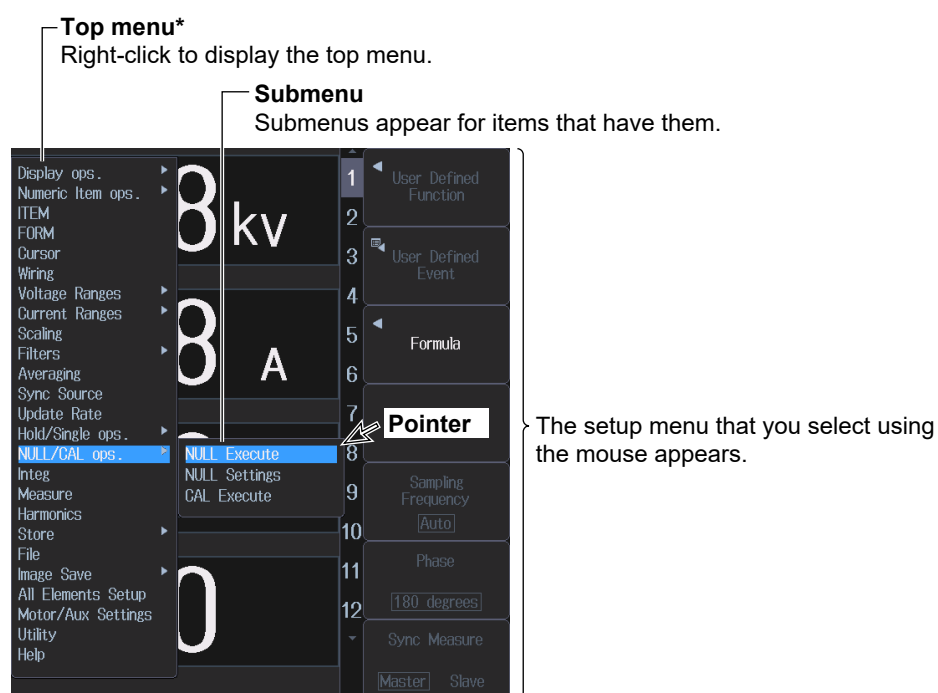 Top menu*
Right-click to display the top menu.
Submenu
Submenus appear for items that have them.
Display ops.
Numeric Item ops.
ITEM
FORM
Cursor
Wiring
Voltage Ranges
Current Ranges
Scaling
Filters
Averaging
Sync Source
Update Rate
Hold/Single ops.
NULL/CAL ops.
Integ
Measure
Harmonics
Store
File
Image Save
All Elements Setup
Motor/Aux Settings
Utility
Help
NULL Execute
NULL Settings
CAL Execute
8 kV
8 A
0
1
2
3
4
5
6
7
8
9
10
11
12
User Defined
Function
User Defined
Event
Formula
Pointer
Sampling
Frequency
Auto
Phase
180 degrees
Sync Measure
Master Slave
The setup menu that you select using
the mouse appears.